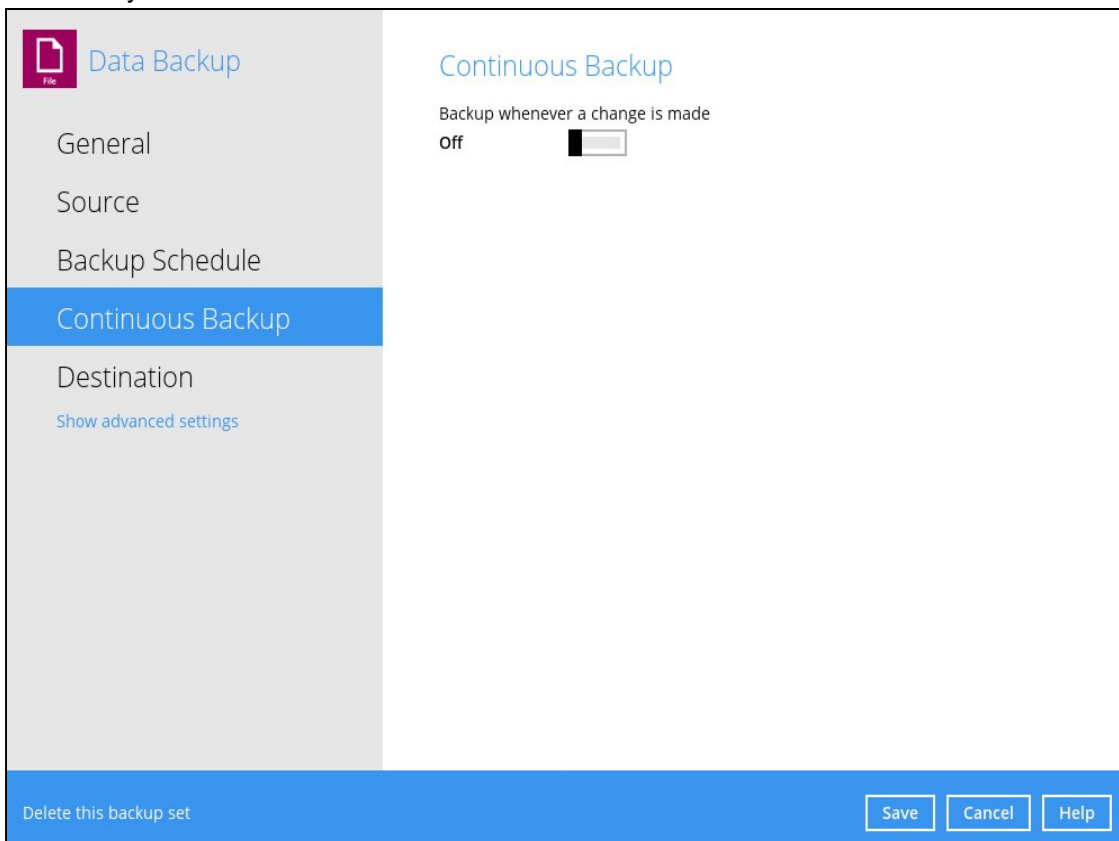 File
Data Backup
General
Source
Backup Schedule
Continuous Backup
Destination
Show advanced settings
Continuous Backup
Backup whenever a change is made
Off
Delete this backup set
Save
Cancel
Help